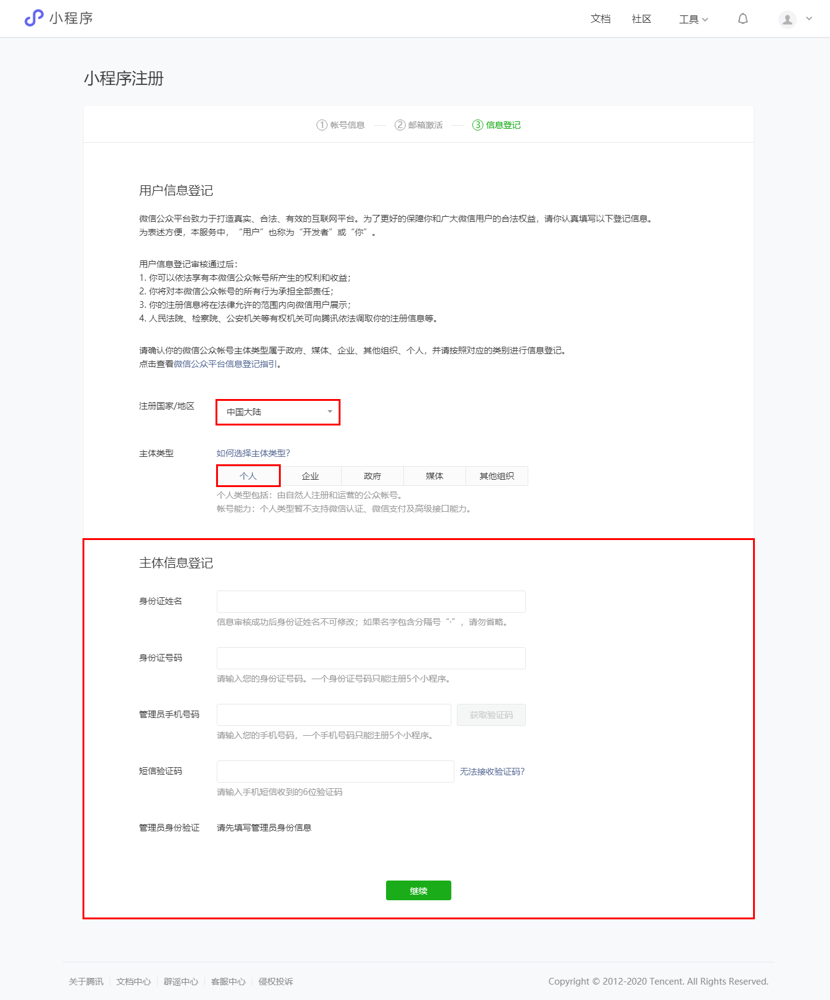 小程序
文档 社区 工具
小程序注册
1 帐号信息 2 邮箱激活 3 信息登记
用户信息登记
微信公众平台致力于打造真实、合法、有效的互联网平台。为了更好的保障你和广大微信用户的合法权益，请你认真填写以下登记信息。
为表述方便，本服务中，“用户”也称为“开发者”或“你”。
用户信息登记审核通过后：
1. 你可以依法享有本微信公众帐号所产生的权利和收益；
2. 你将对本微信公众帐号的所有行为承担全部责任；
3. 你的注册信息将在法律允许的范围内向微信用户展示；
4. 人民法院、检察院、公安机关等有权机关可向腾讯依法调取你的注册信息等。
请确认你的微信公众帐号主体类型属于政府、媒体、企业、其他组织、个人，并请按照对应的类别进行信息登记。
点击查看微信公众平台信息登记指引。
注册国家/地区 中国大陆
主体类型 如何选择主体类型？
个人 企业 政府 媒体 其他组织
个人类型包括：由自然人注册和运营的公众帐号。
帐号能力：个人类型暂不支持微信认证、微信支付及高级接口能力。
主体信息登记
身份证姓名
信息审核成功后身份证姓名不可修改；如果名字包含分隔号“·”，请勿省略。
身份证号码
请输入您的身份证号码。一个身份证号码只能注册5个小程序。
管理员手机号码 获取验证码
请输入您的手机号码，一个手机号码只能注册5个小程序。
短信验证码 无法接收验证码？
请输入手机短信收到的6位验证码
管理员身份验证 请先填写管理员身份信息
继续
关于腾讯 文档中心 辟谣中心 客服中心 侵权投诉 Copyright © 2012-2020 Tencent. All Rights Reserved.